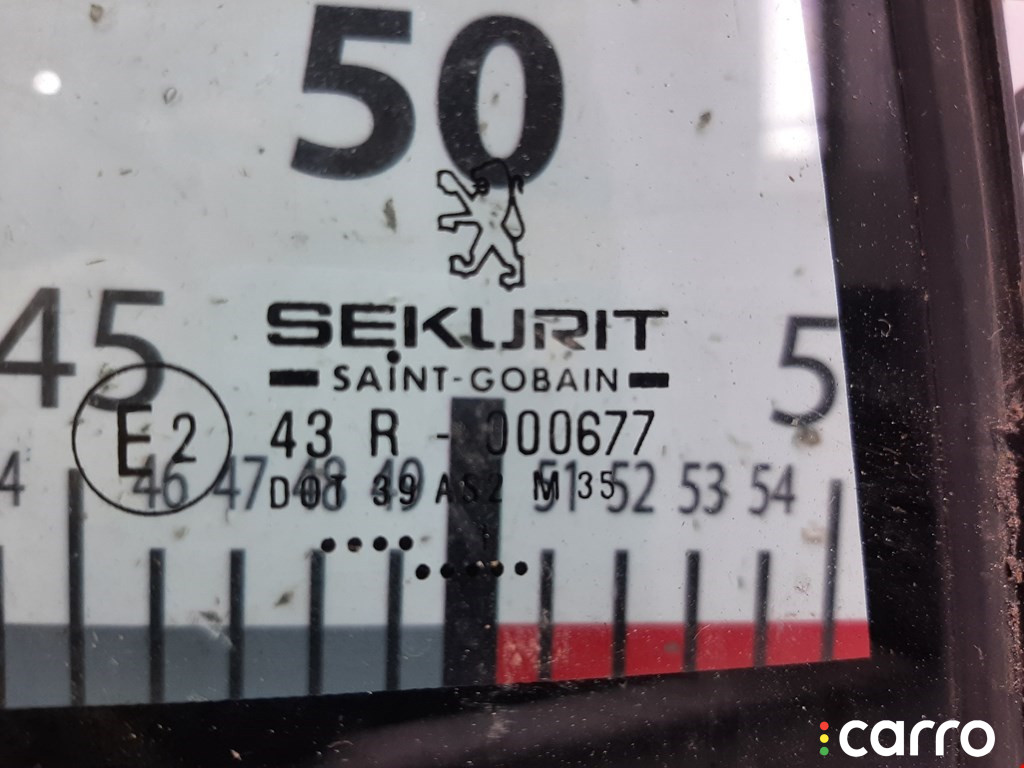 50
SEKURIT
SAINT-GOBAIN
45
5
E2
43 R - 000677
4 46 47 48 49 51 52 53 54
DOT 39 AS2 M 35
carro